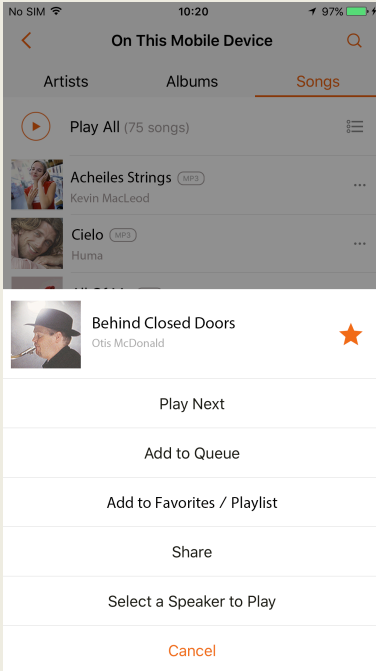 No SIM 10:20 97%
On This Mobile Device
Artists Albums Songs
Play All (75 songs)
Acheiles Strings MP3
Kevin MacLeod
Cielo MP3
Huma
Behind Closed Doors
Otis McDonald
Play Next
Add to Queue
Add to Favorites / Playlist
Share
Select a Speaker to Play
Cancel